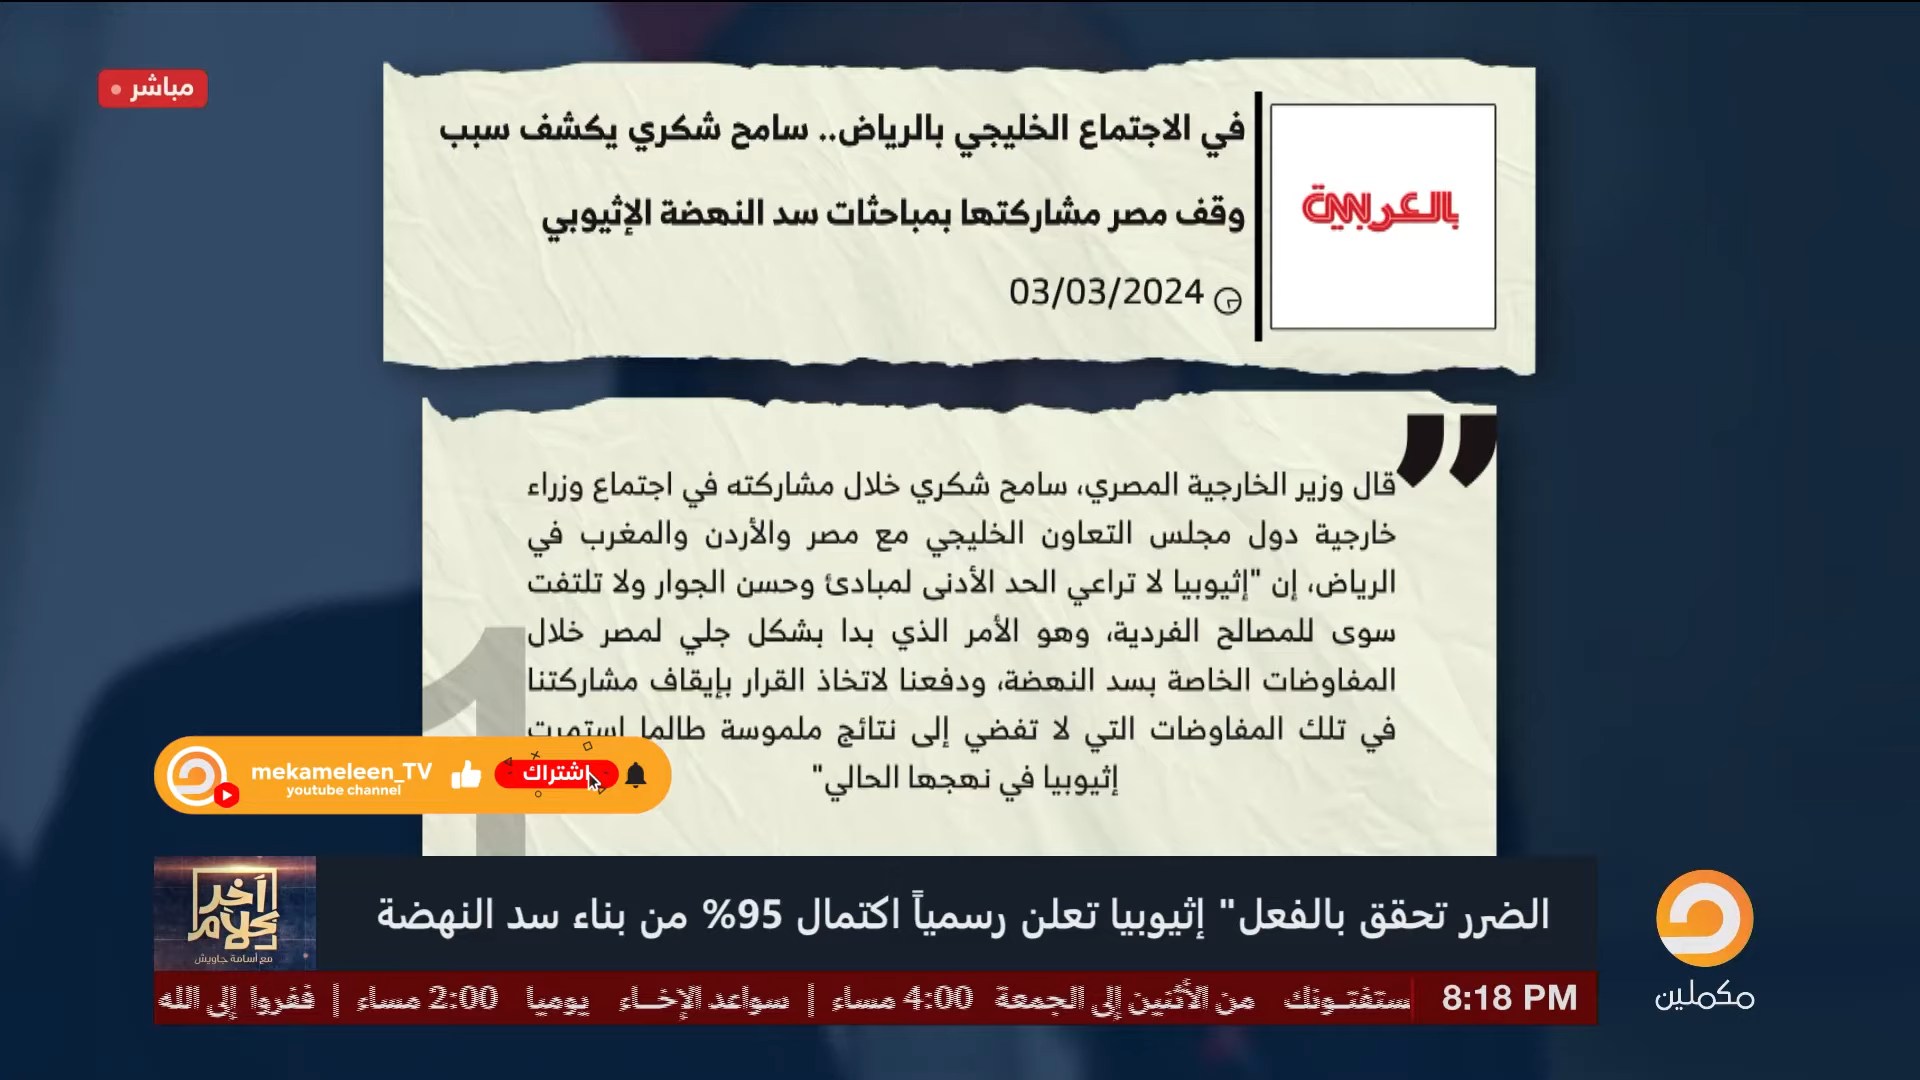 مباشر
في الاجتماع الخليجي بالرياض.. سامح شكري يكشف سبب
وقف مصر مشاركتها بمباحثات سد النهضة الإثيوبي
03/03/2024
بالعربية
قال وزير الخارجية المصري، سامح شكري خلال مشاركته في اجتماع وزراء
خارجية دول مجلس التعاون الخليجي مع مصر والأردن والمغرب في
الرياض، إن "إثيوبيا لا تراعي الحد الأدنى لمبادئ وحسن الجوار ولا تلتفت
سوى للمصالح الفردية، وهو الأمر الذي بدا بشكل جلي لمصر خلال
المفاوضات الخاصة بسد النهضة، ودفعنا لاتخاذ القرار بإيقاف مشاركتنا
في تلك المفاوضات التي لا تفضي إلى نتائج ملموسة طالما استمرت
إثيوبيا في نهجها الحالي"
1
mekameleen_TV
youtube channel
اشتراك
الضرر تحقق بالفعل" إثيوبيا تعلن رسمياً اكتمال 95% من بناء سد النهضة
آخر كلام
مع أسامة جاويش
8:18 PM
ستفتونك من الأثنين إلى الجمعة 4:00 مساء | سواعد الإخاء يوميا 2:00 مساء | ففروا إلى الله
مكملين